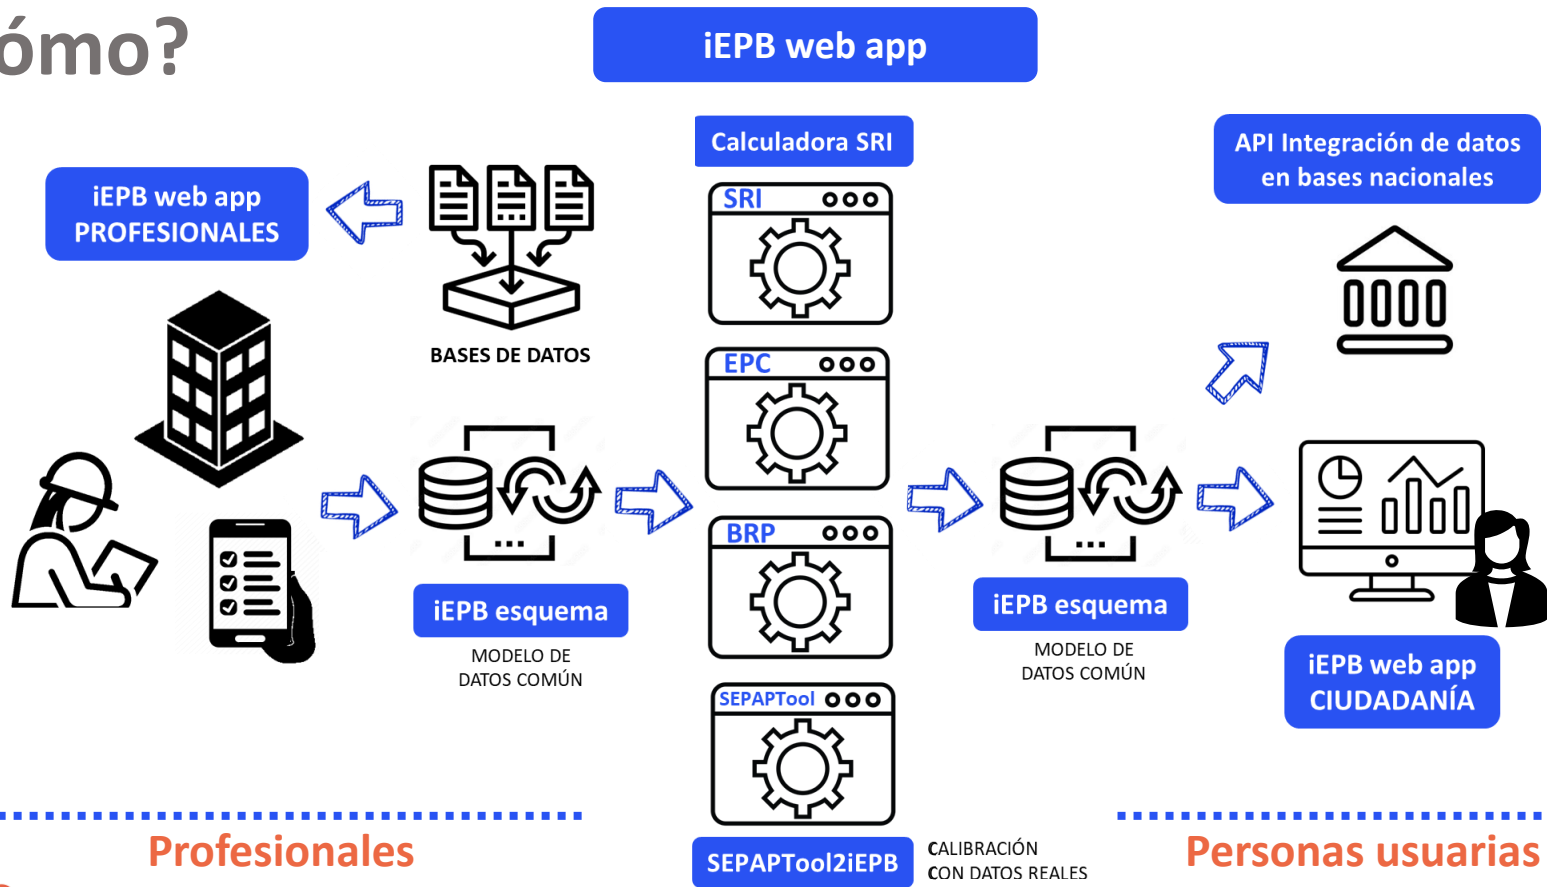 ómo?
iEPB web app
iEPB web app
PROFESIONALES
BASES DE DATOS
Calculadora SRI
SRI
EPC
BRP
SEPAPTool
SEPAPTool2iEPB
CALIBRACIÓN
CON DATOS REALES
iEPB esquema
MODELO DE
DATOS COMÚN
iEPB esquema
MODELO DE
DATOS COMÚN
API Integración de datos
en bases nacionales
iEPB web app
CIUDADANÍA
Profesionales
Personas usuarias